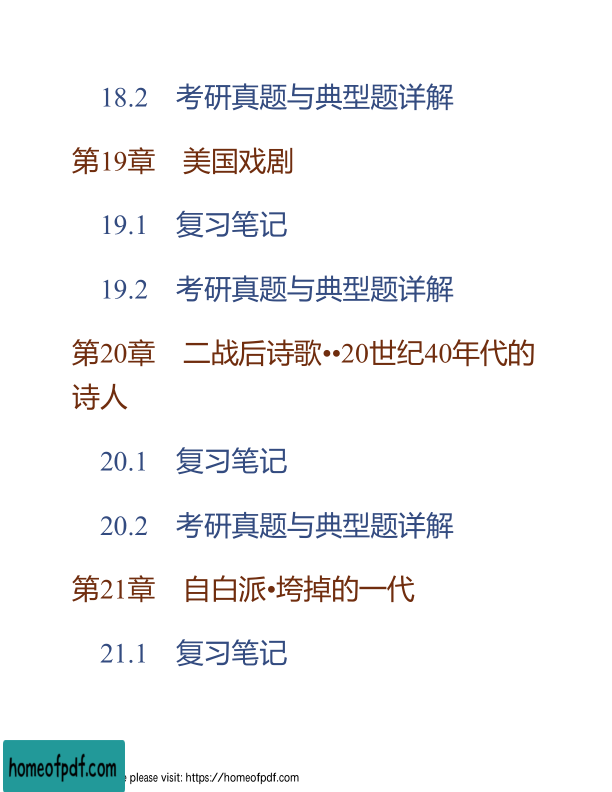 18.2 考研真题与典型题详解
第19章 美国戏剧
19.1 复习笔记
19.2 考研真题与典型题详解
第20章 二战后诗歌••20世纪40年代的
诗人
20.1 复习笔记
20.2 考研真题与典型题详解
第21章 自白派•垮掉的一代
21.1 复习笔记
homeofpdf.com
please visit: https://homeofpdf.com